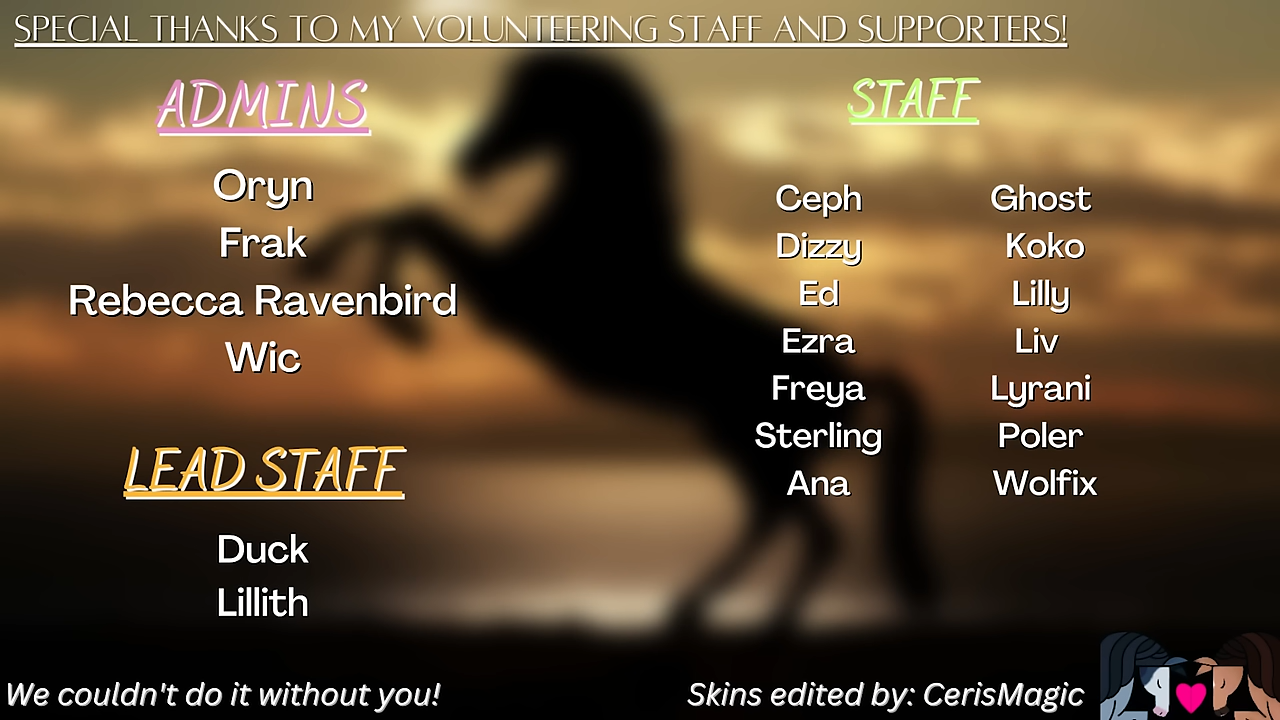 SPECIAL THANKS TO MY VOLUNTEERING STAFF AND SUPPORTERS!
ADMINS
Oryn
Frak
Rebecca Ravenbird
Wic
LEAD STAFF
Duck
Lillith
STAFF
Ceph
Dizzy
Ed
Ezra
Freya
Sterling
Ana
Ghost
Koko
Lilly
Liv
Lyrani
Poler
Wolfix
We couldn't do it without you!
Skins edited by: CerisMagic